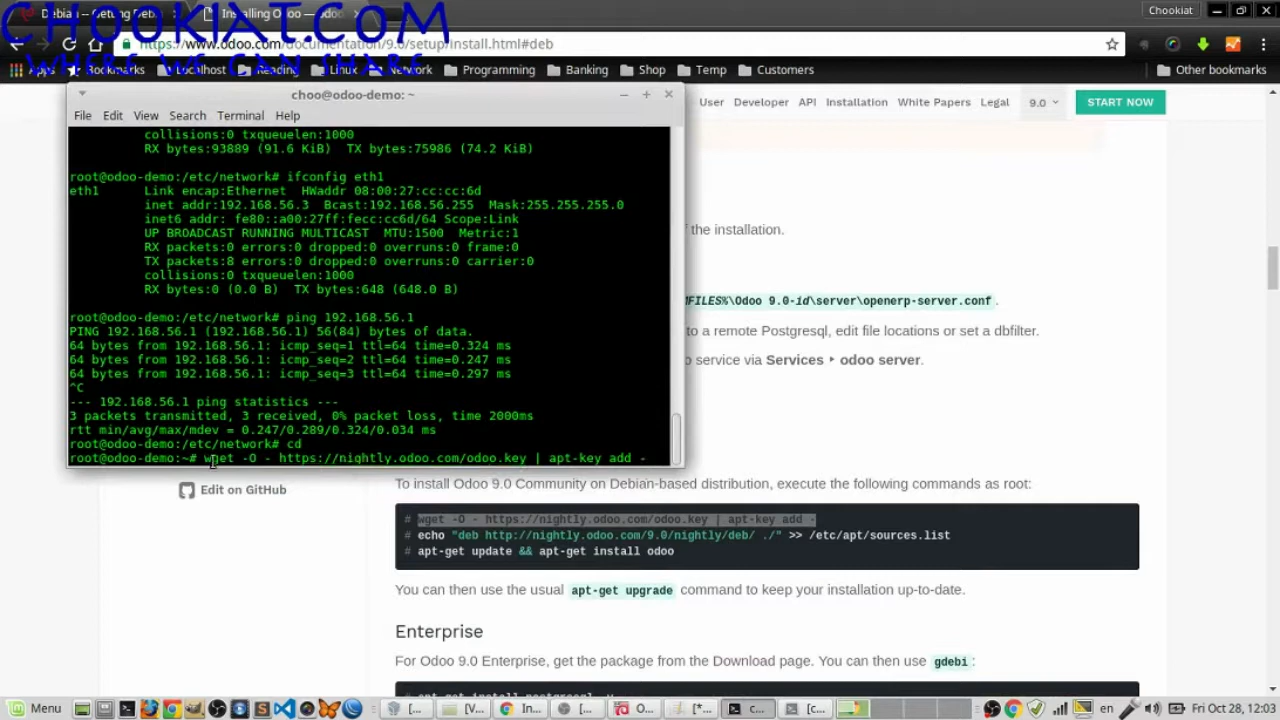 Debian -- Getting Debi
Installing Odoo — odoo
Chookiat
CHOOKIAT.COM
https://www.odoo.com/documentation/9.0/setup/install.html#deb
WHERE WE CAN SHARE
Apps Bookmarks Localhost Reading Linux Network Programming Banking Shop Temp Customers Other bookmarks
choo@odoo-demo: ~
File Edit View Search Terminal Help
User Developer API Installation White Papers Legal 9.0 START NOW
collisions:0 txqueuelen:1000
RX bytes:93889 (91.6 KiB) TX bytes:75986 (74.2 KiB)
root@odoo-demo:/etc/network# ifconfig eth1
eth1 Link encap:Ethernet HWaddr 08:00:27:cc:cc:6d
inet addr:192.168.56.3 Bcast:192.168.56.255 Mask:255.255.255.0
inet6 addr: fe80::a00:27ff:fecc:cc6d/64 Scope:Link
UP BROADCAST RUNNING MULTICAST MTU:1500 Metric:1
RX packets:0 errors:0 dropped:0 overruns:0 frame:0
TX packets:8 errors:0 dropped:0 overruns:0 carrier:0
collisions:0 txqueuelen:1000
RX bytes:0 (0.0 B) TX bytes:648 (648.0 B)
root@odoo-demo:/etc/network# ping 192.168.56.1
PING 192.168.56.1 (192.168.56.1) 56(84) bytes of data.
64 bytes from 192.168.56.1: icmp_seq=1 ttl=64 time=0.324 ms
64 bytes from 192.168.56.1: icmp_seq=2 ttl=64 time=0.247 ms
64 bytes from 192.168.56.1: icmp_seq=3 ttl=64 time=0.297 ms
^C
--- 192.168.56.1 ping statistics ---
3 packets transmitted, 3 received, 0% packet loss, time 2000ms
rtt min/avg/max/mdev = 0.247/0.289/0.324/0.034 ms
root@odoo-demo:/etc/network# cd
root@odoo-demo:~# wget -O - https://nightly.odoo.com/odoo.key | apt-key add -
f the installation.
FILES%\Odoo 9.0-id\server\openerp-server.conf.
to a remote Postgresql, edit file locations or set a dbfilter.
o service via Services ‣ odoo server.
Edit on GitHub
To install Odoo 9.0 Community on Debian-based distribution, execute the following commands as root:
# wget -O - https://nightly.odoo.com/odoo.key | apt-key add -
# echo "deb http://nightly.odoo.com/9.0/nightly/deb/ ./" >> /etc/apt/sources.list
# apt-get update && apt-get install odoo
You can then use the usual apt-get upgrade command to keep your installation up-to-date.
Enterprise
For Odoo 9.0 Enterprise, get the package from the Download page. You can then use gdebi:
# apt-get install postgresql -y
Menu [... [V... In... [... O... [*... c... [c... en Fri Oct 28, 12:03